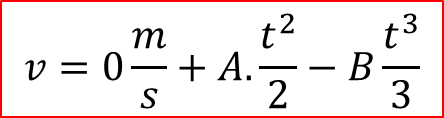 v = 0 m/s + A. t²/2 − B t³/3